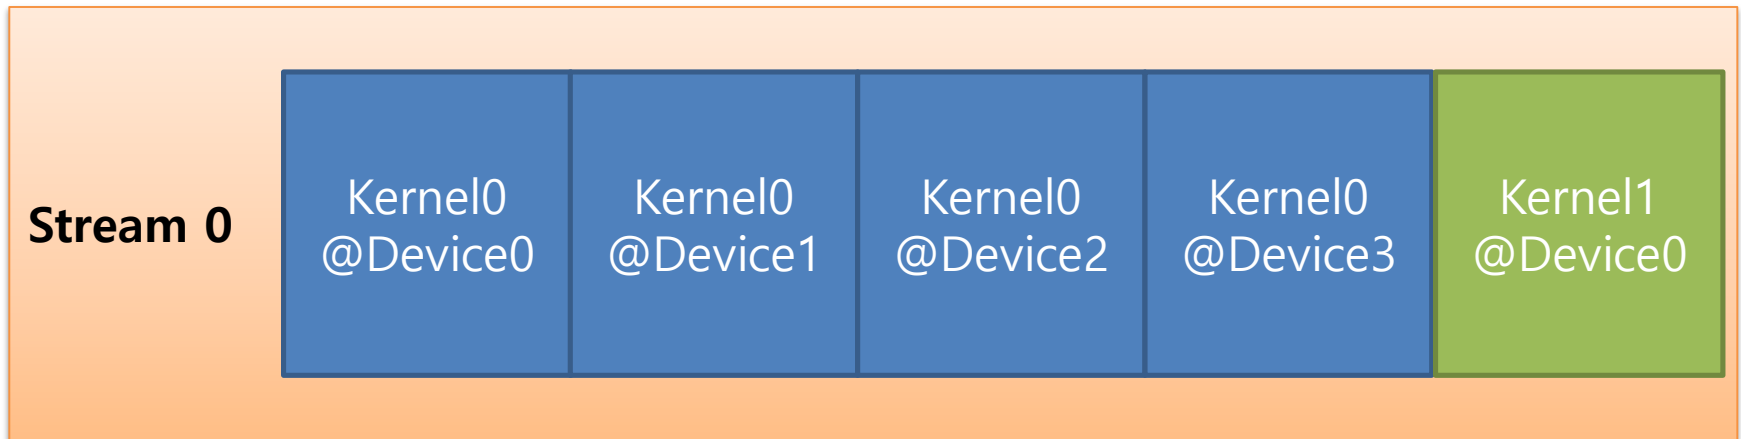 Stream 0
Kernel0
@Device0
Kernel0
@Device1
Kernel0
@Device2
Kernel0
@Device3
Kernel1
@Device0